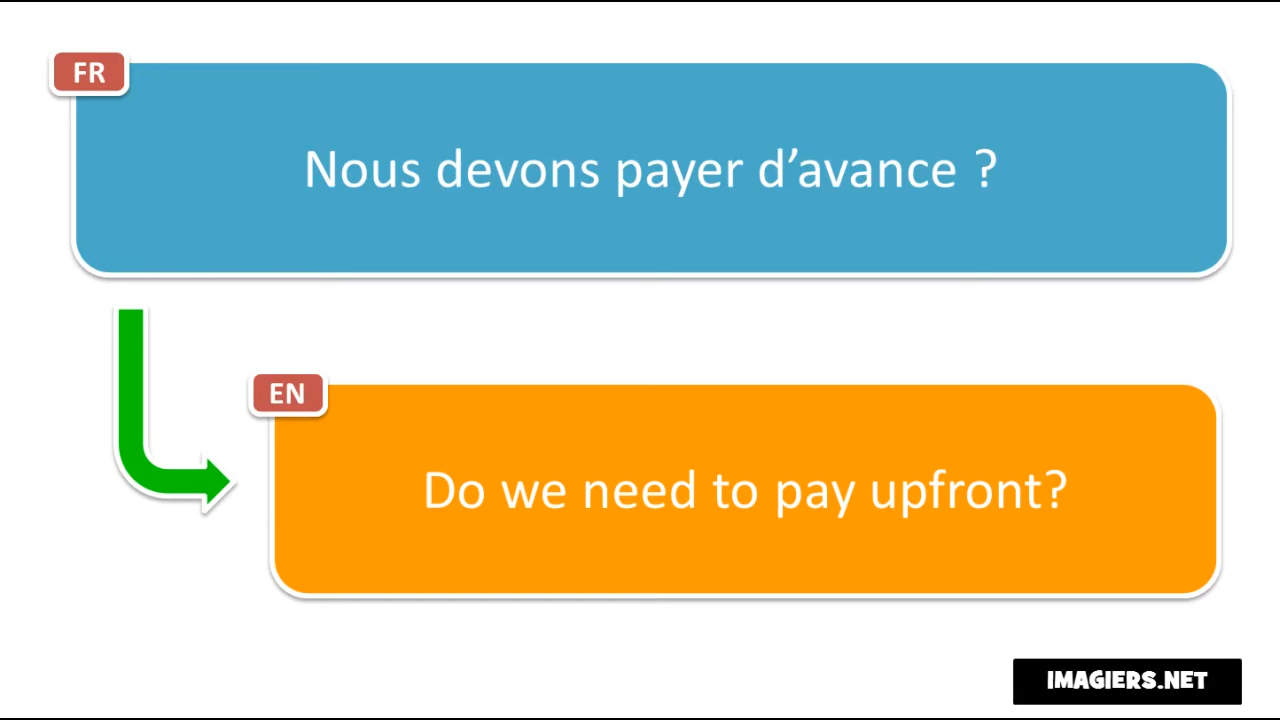 FR
Nous devons payer d’avance ?
EN
Do we need to pay upfront?
IMAGIERS.NET